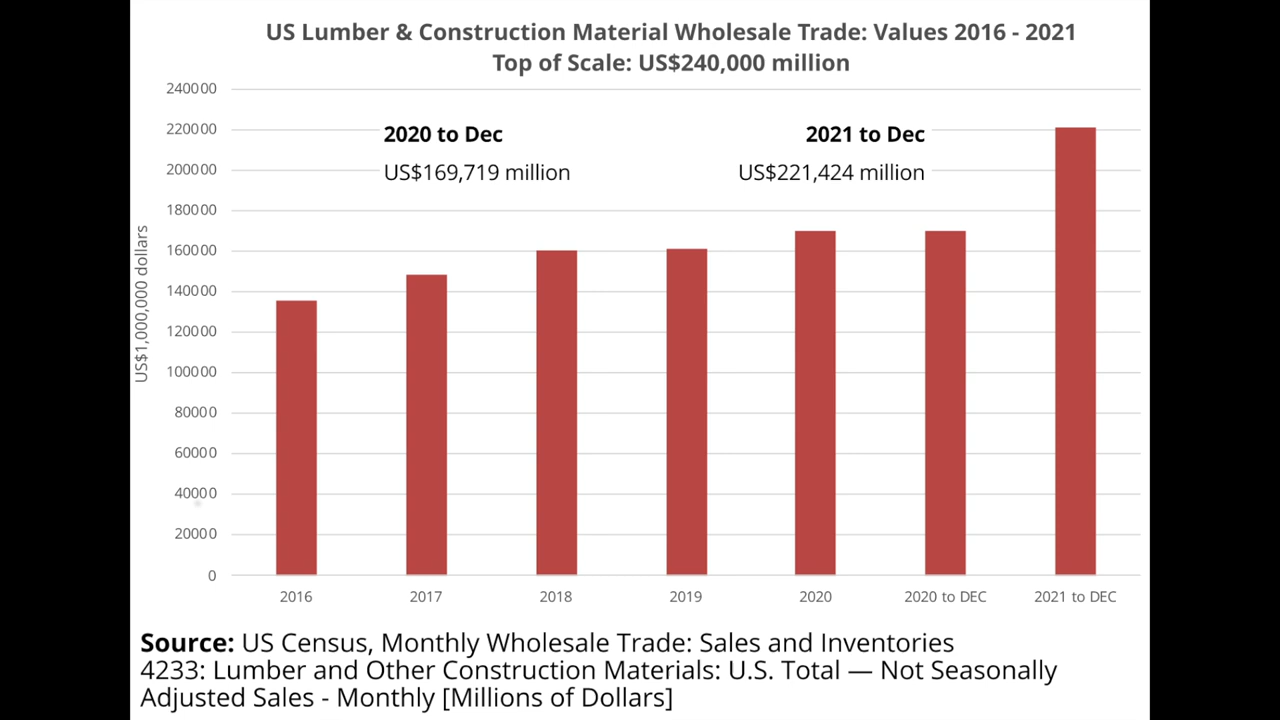 US Lumber & Construction Material Wholesale Trade: Values 2016 - 2021
Top of Scale: US$240,000 million
240000
220000
200000
180000
160000
140000
120000
100000
80000
60000
40000
20000
0
US$1,000,000 dollars
2020 to Dec
US$169,719 million
2021 to Dec
US$221,424 million
2016
2017
2018
2019
2020
2020 to DEC
2021 to DEC
Source: US Census, Monthly Wholesale Trade: Sales and Inventories
4233: Lumber and Other Construction Materials: U.S. Total — Not Seasonally
Adjusted Sales - Monthly [Millions of Dollars]